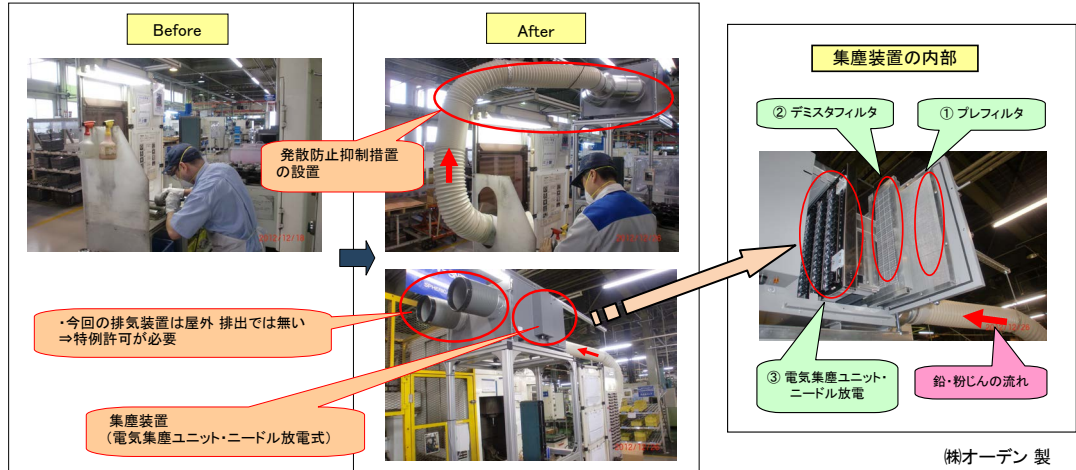 Before
After
集塵装置の内部
② デミスタフィルタ
① プレフィルタ
発散防止抑制措置
の設置
2012/12/18
・今回の排気装置は屋外 排出では無い
⇒特例許可が必要
③ 電気集塵ユニット・
ニードル放電
鉛・粉じんの流れ
集塵装置
(電気集塵ユニット・ニードル放電式)
㈱オーデン 製